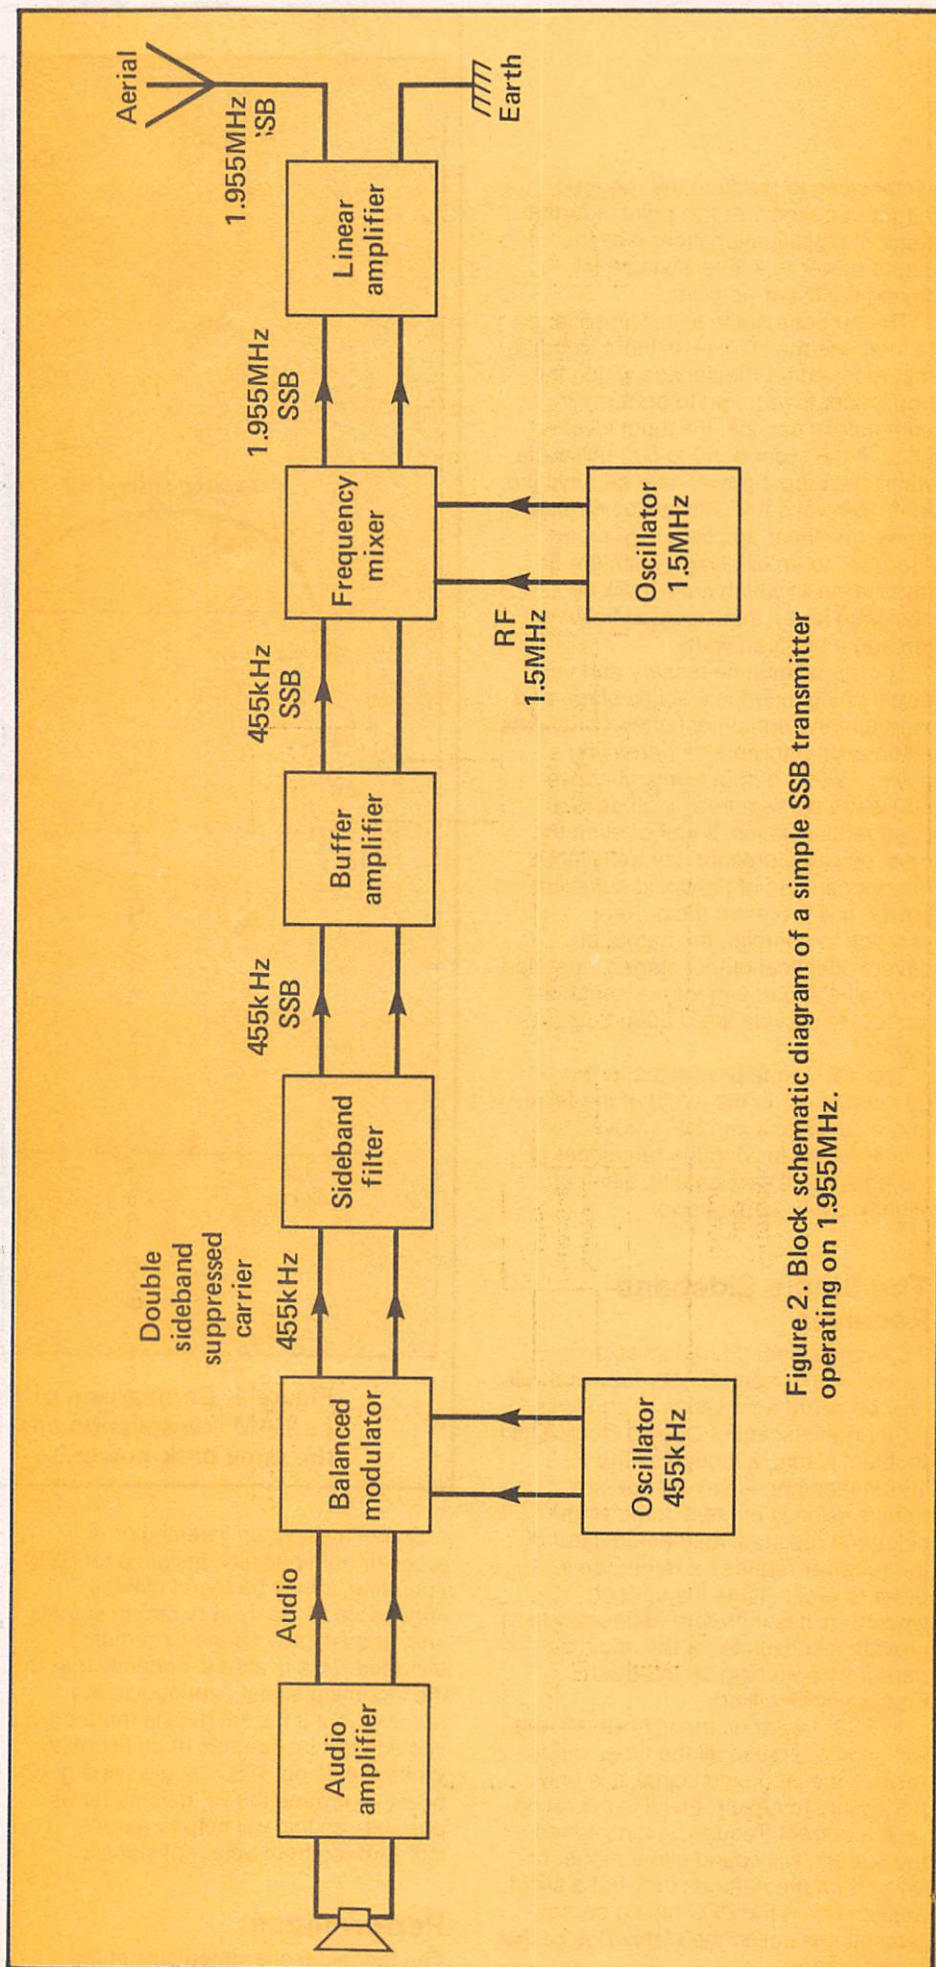 Audio
amplifier
Audio
Balanced
modulator
Oscillator
455kHz
Double
sideband
suppressed
carrier
455kHz
Sideband
filter
455kHz
SSB
Buffer
amplifier
455kHz
SSB
Frequency
mixer
RF
1.5MHz
Oscillator
1.5MHz
1.955MHz
SSB
Linear
amplifier
1.955MHz
SSB
Aerial
Earth
Figure 2. Block schematic diagram of a simple SSB transmitter
operating on 1.955MHz.